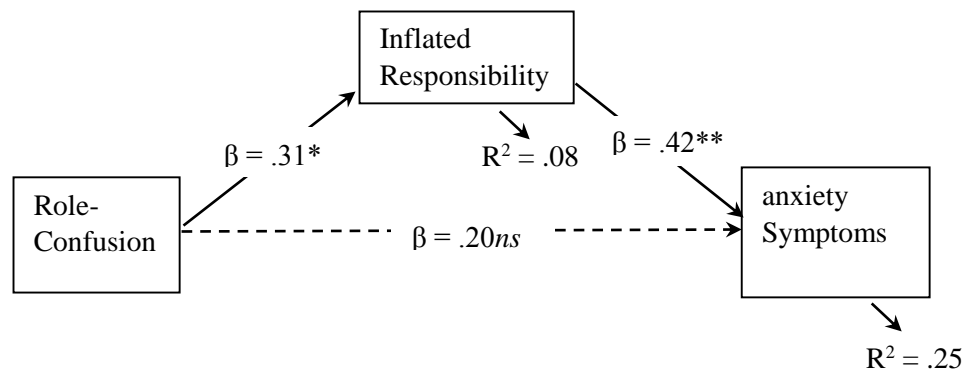 Inflated
Responsibility
β = .31*
R² = .08
β = .42**
Role-
Confusion
β = .20ns
anxiety
Symptoms
R² = .25